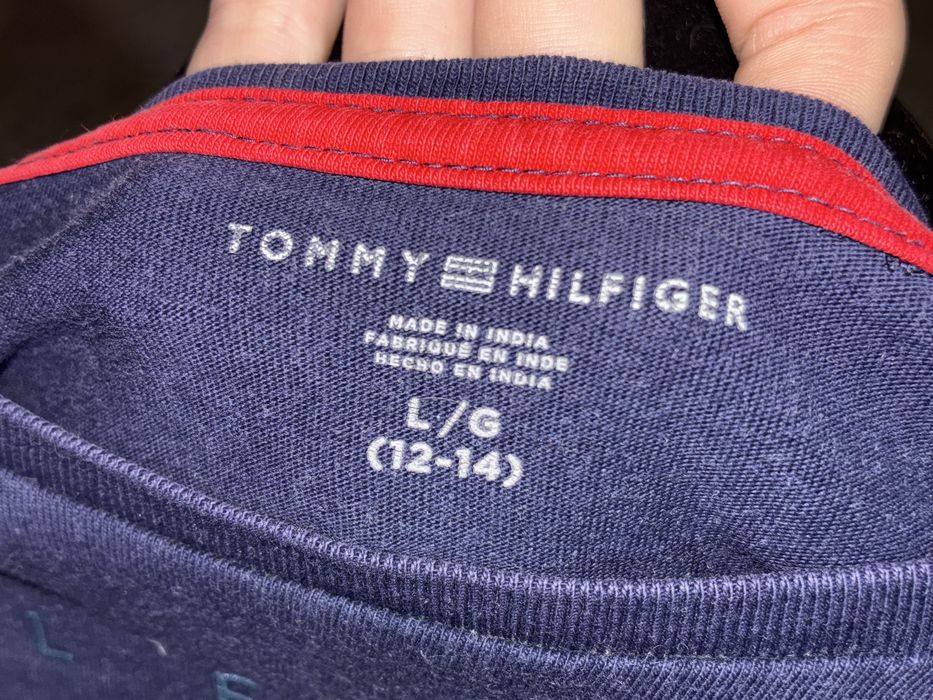 TOMMY HILFIGER
MADE IN INDIA
FABRIQUÉ EN INDE
HECHO EN INDIA
L/G
(12-14)
L E